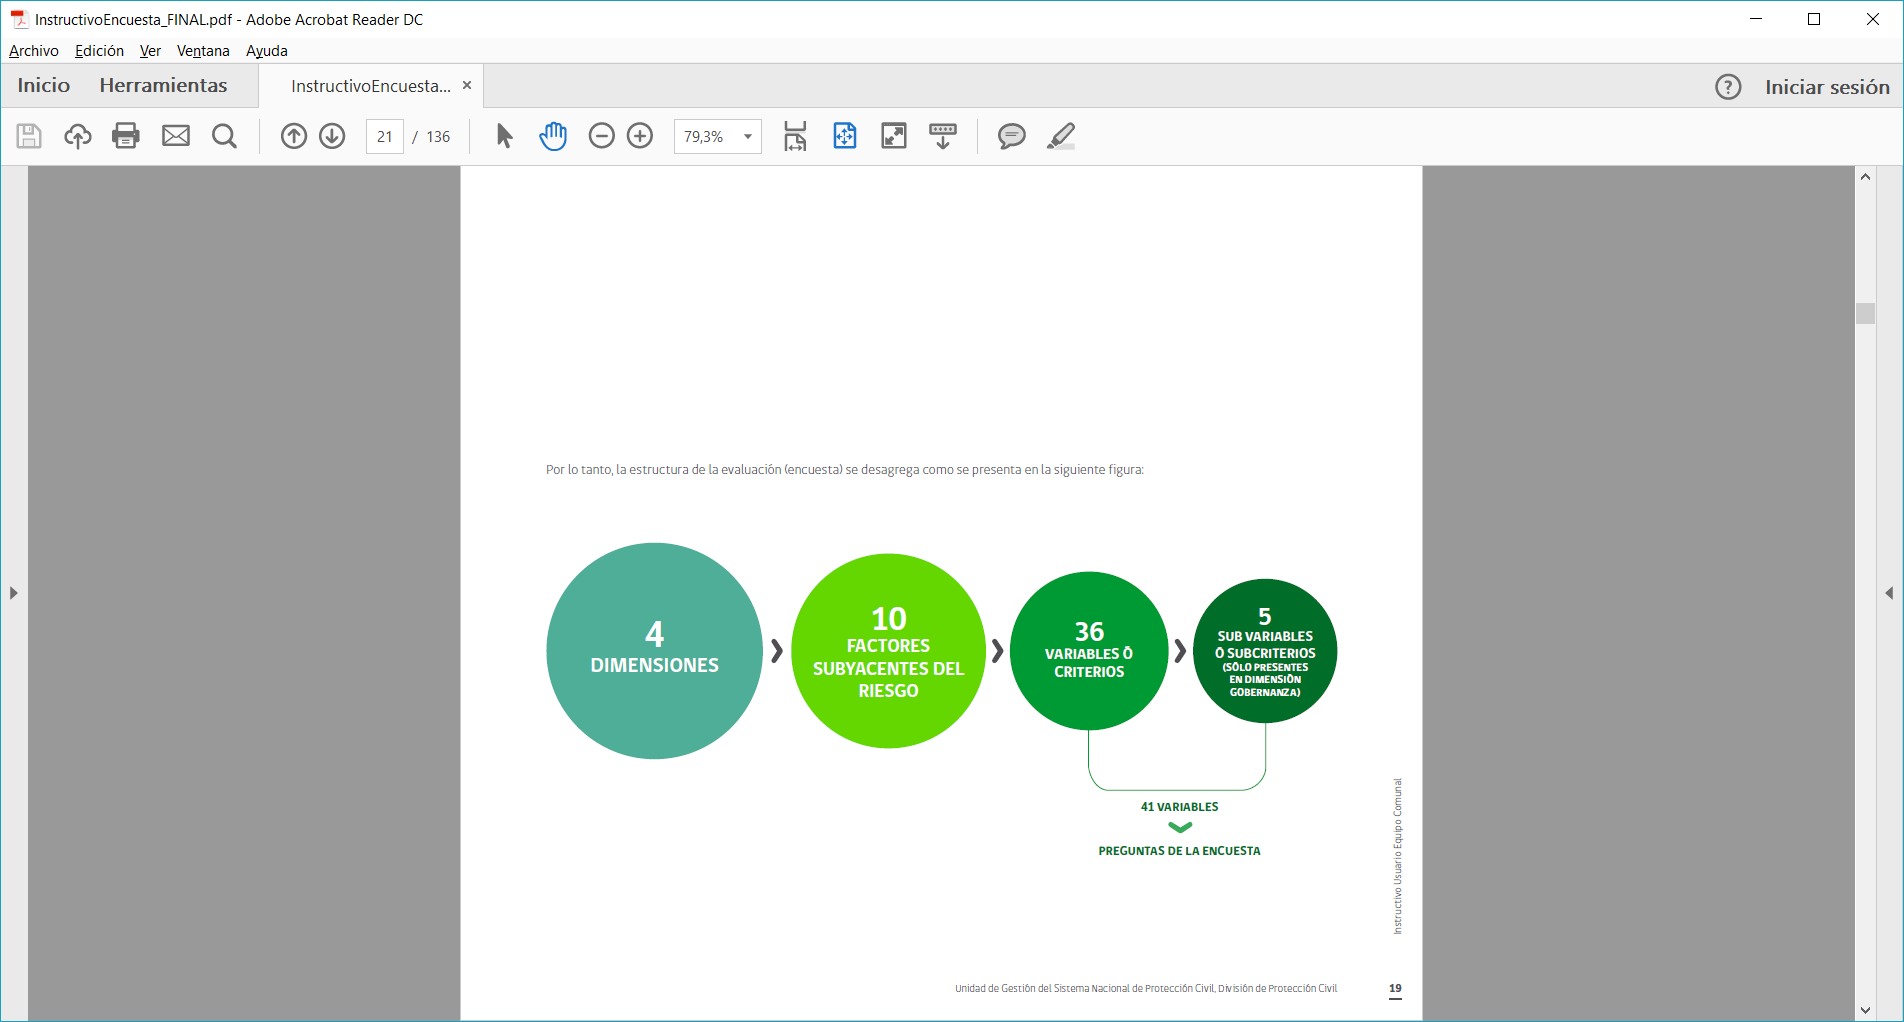 InstructivoEncuesta_FINAL.pdf - Adobe Acrobat Reader DC
Archivo Edición Ver Ventana Ayuda
Inicio Herramientas InstructivoEncuesta... × ? Iniciar sesión
21 / 136 79,3%
Por lo tanto, la estructura de la evaluación (encuesta) se desagrega como se presenta en la siguiente figura:
4
DIMENSIONES
10
FACTORES
SUBYACENTES DEL
RIESGO
36
VARIABLES Ó
CRITERIOS
5
SUB VARIABLES
Ó SUBCRITERIOS
(SÓLO PRESENTES
EN DIMENSIÓN
GOBERNANZA)
41 VARIABLES
PREGUNTAS DE LA ENCUESTA
Instructivo Usuario Equipo Comunal
Unidad de Gestión del Sistema Nacional de Protección Civil, División de Protección Civil 19